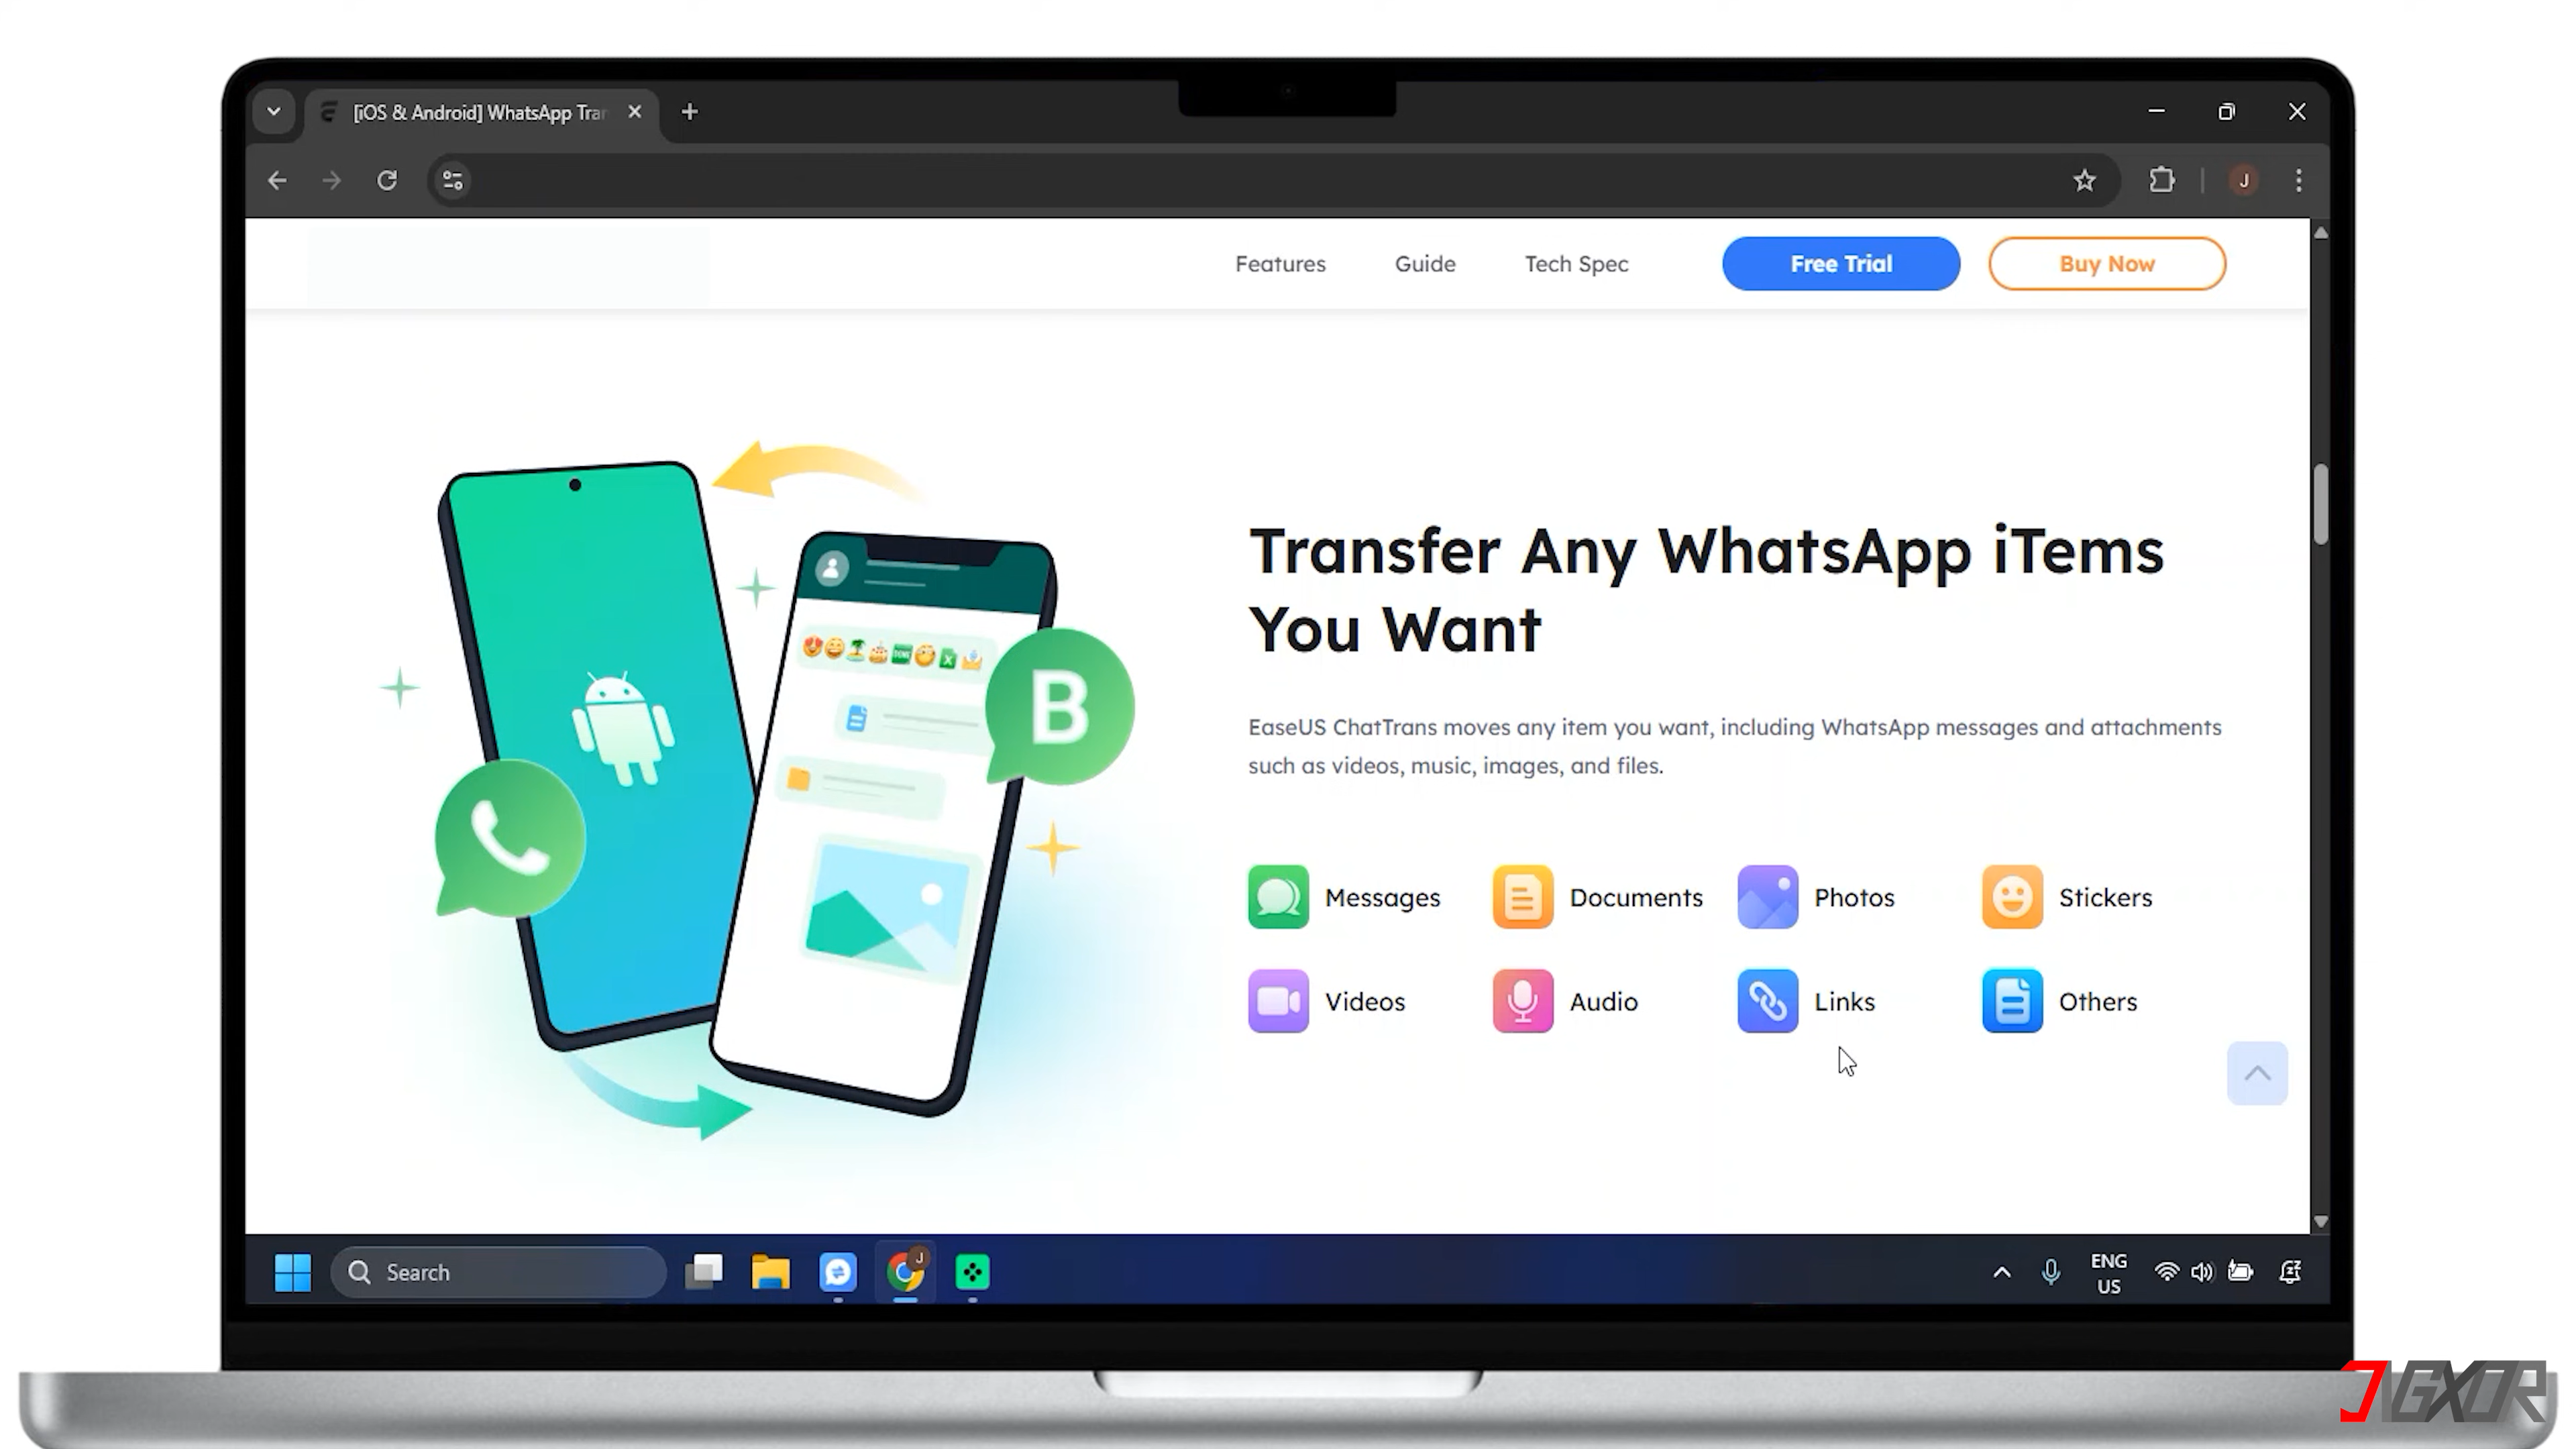 [iOS & Android] WhatsApp Tran
J
Features
Guide
Tech Spec
Free Trial
Buy Now
Transfer Any WhatsApp iTems
You Want
EaseUS ChatTrans moves any item you want, including WhatsApp messages and attachments
such as videos, music, images, and files.
B
Messages
Documents
Photos
Stickers
Videos
Audio
Links
Others
Search
J
ENG
US
JIGXOR